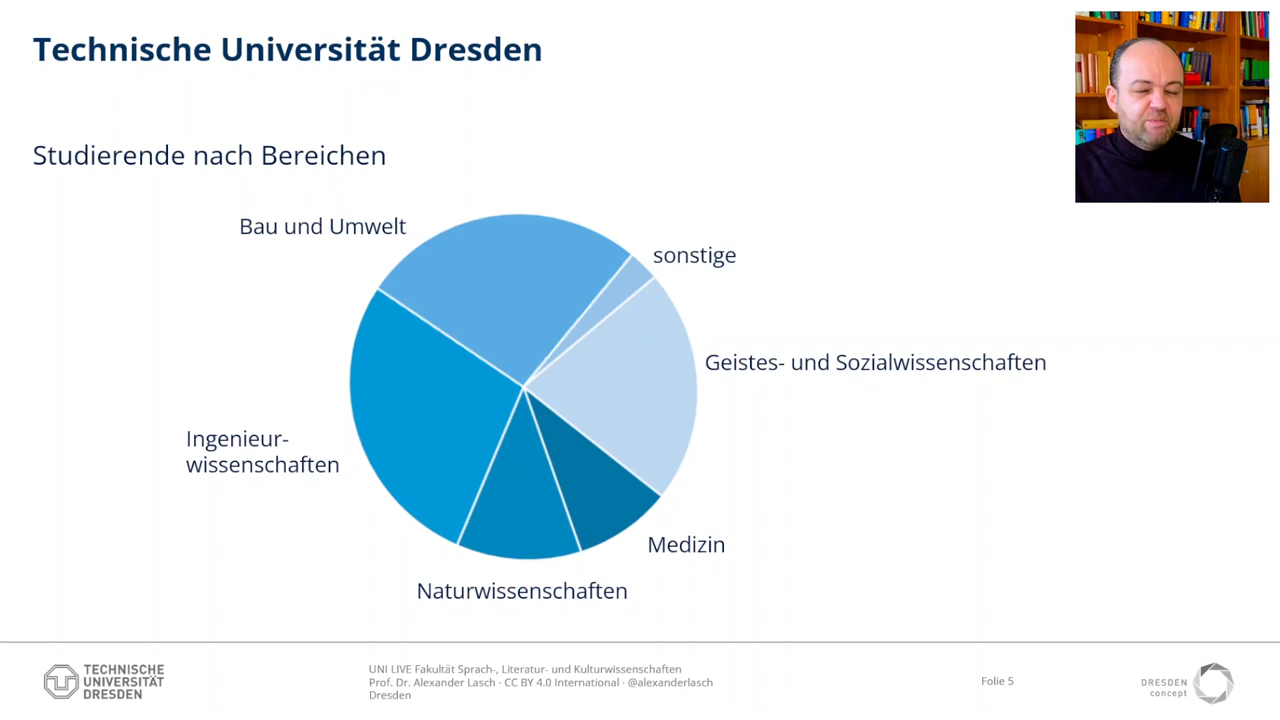 Technische Universität Dresden
Studierende nach Bereichen
Bau und Umwelt
sonstige
Geistes- und Sozialwissenschaften
Ingenieur-
wissenschaften
Medizin
Naturwissenschaften
TECHNISCHE
UNIVERSITÄT
DRESDEN
UNI LIVE Fakultät Sprach-, Literatur- und Kulturwissenschaften
Prof. Dr. Alexander Lasch · CC BY 4.0 International · @alexanderlasch
Dresden
Folie 5
DRESDEN
concept